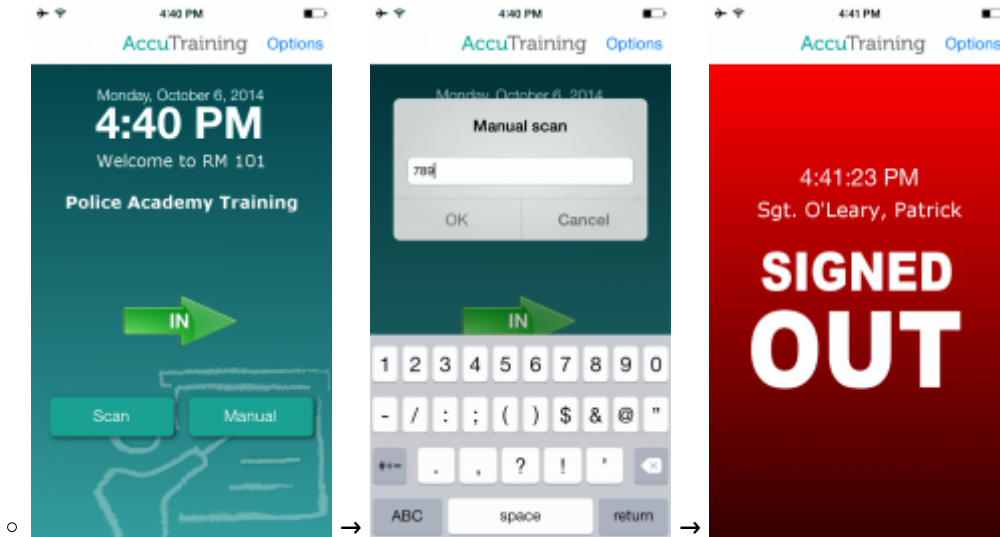 4:40 PM
AccuTraining Options
Monday, October 6, 2014
4:40 PM
Welcome to RM 101
Police Academy Training
IN
Scan Manual
4:40 PM
AccuTraining Options
Monday, October 6, 2014
Manual scan
789
OK Cancel
IN
1 2 3 4 5 6 7 8 9 0
- / : ; ( ) $ & @ "
#+= . , ? ! '
ABC space return
4:41 PM
AccuTraining Options
4:41:23 PM
Sgt. O'Leary, Patrick
SIGNED
OUT